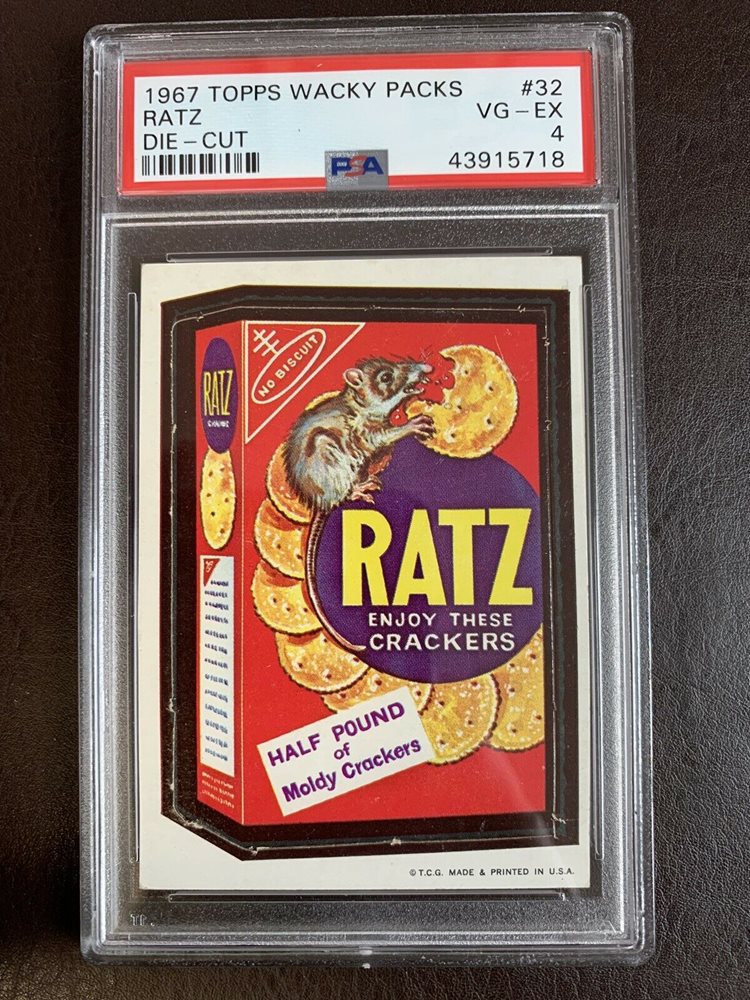 1967 TOPPS WACKY PACKS #32
RATZ VG-EX
DIE-CUT 4
PSA 43915718
NO BISCUIT
RATZ
RATZ
ENJOY THESE
CRACKERS
HALF POUND
of
Moldy Crackers
© T.C.G. MADE & PRINTED IN U.S.A.